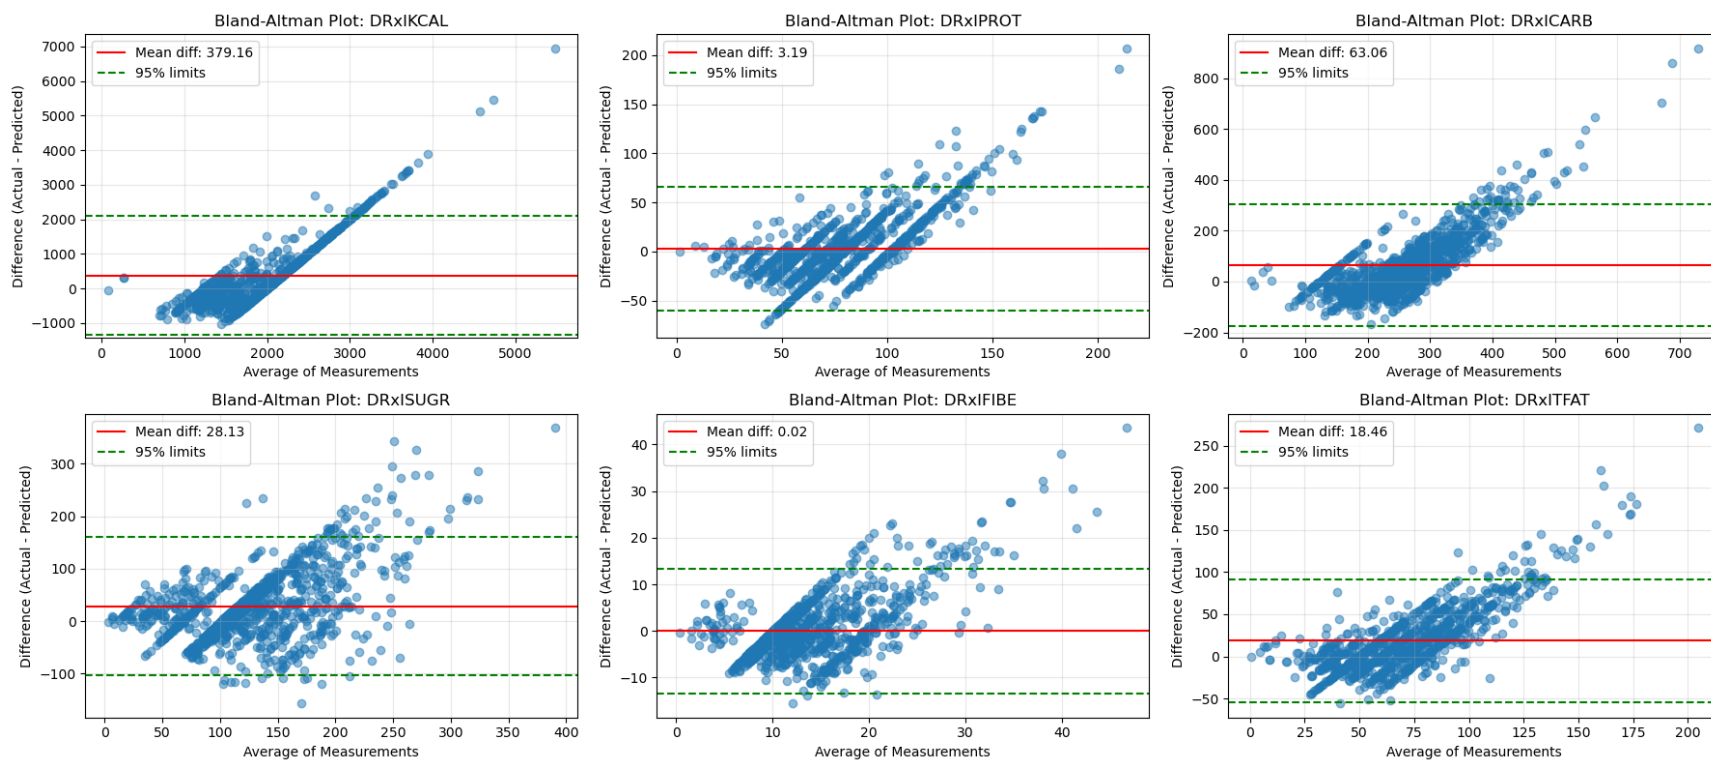 Bland-Altman Plot: DRxIKCAL
Mean diff: 379.16
95% limits
Difference (Actual - Predicted)
7000
6000
5000
4000
3000
2000
1000
0
−1000
0 1000 2000 3000 4000 5000
Average of Measurements
Bland-Altman Plot: DRxIPROT
Mean diff: 3.19
95% limits
Difference (Actual - Predicted)
200
150
100
50
0
−50
0 50 100 150 200
Average of Measurements
Bland-Altman Plot: DRxICARB
Mean diff: 63.06
95% limits
Difference (Actual - Predicted)
800
600
400
200
0
−200
0 100 200 300 400 500 600 700
Average of Measurements
Bland-Altman Plot: DRxISUGR
Mean diff: 28.13
95% limits
Difference (Actual - Predicted)
300
200
100
0
−100
0 50 100 150 200 250 300 350 400
Average of Measurements
Bland-Altman Plot: DRxIFIBE
Mean diff: 0.02
95% limits
Difference (Actual - Predicted)
40
30
20
10
0
−10
0 10 20 30 40
Average of Measurements
Bland-Altman Plot: DRxITFAT
Mean diff: 18.46
95% limits
Difference (Actual - Predicted)
250
200
150
100
50
0
−50
0 25 50 75 100 125 150 175 200
Average of Measurements